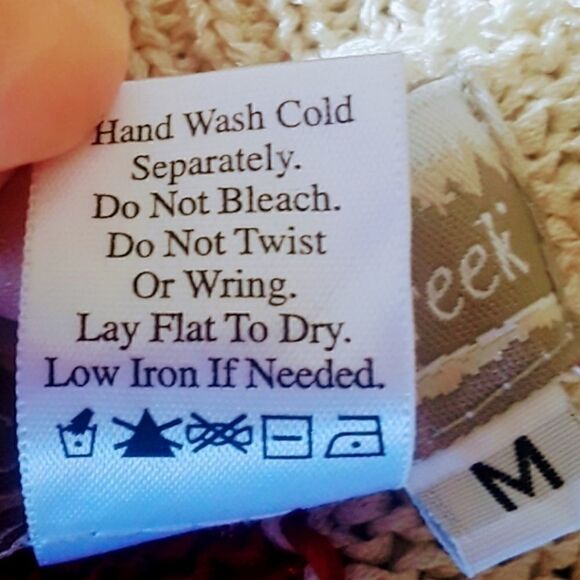 Hand Wash Cold
Separately.
Do Not Bleach.
Do Not Twist
Or Wring.
Lay Flat To Dry.
Low Iron If Needed.
eek
M